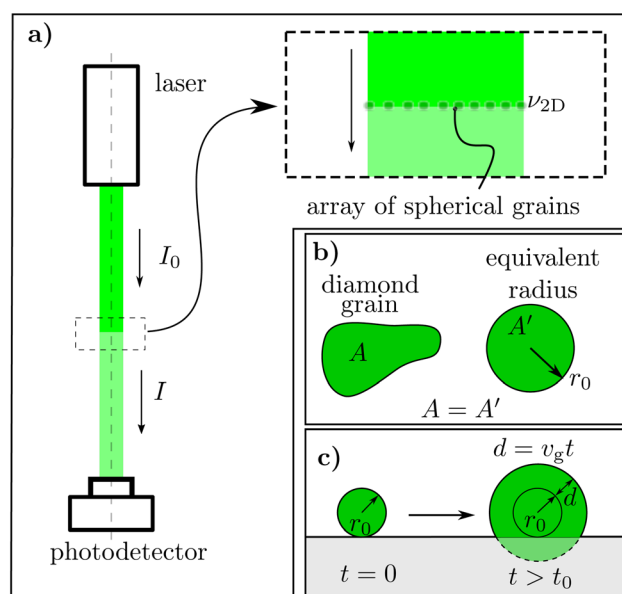 a)
laser
ν2D
array of spherical grains
I0
I
photodetector
b)
diamond
grain
equivalent
radius
A
A′
r0
A = A′
c)
d = vgt
r0
r0
d
t = 0
t > t0